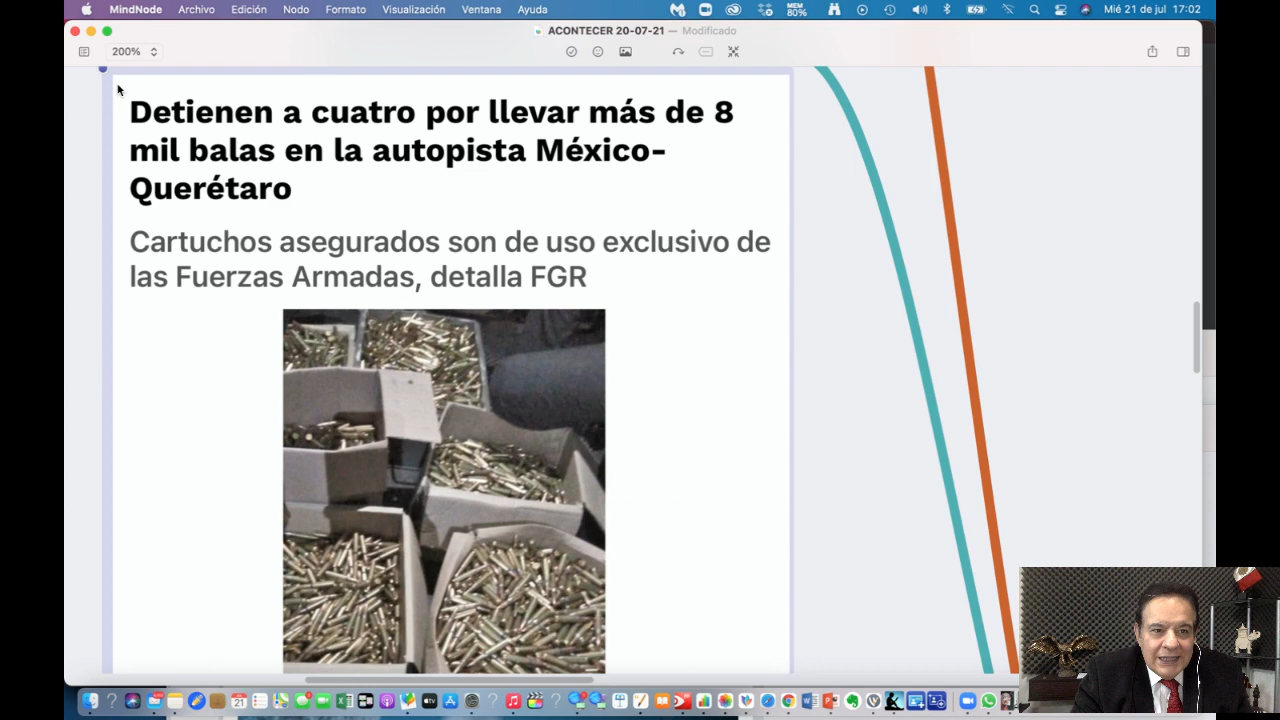 MindNode Archivo Edición Nodo Formato Visualización Ventana Ayuda MEM 80% Mié 21 de jul 17:02
ACONTECER 20-07-21 — Modificado
200%
Detienen a cuatro por llevar más de 8
mil balas en la autopista México-
Querétaro
Cartuchos asegurados son de uso exclusivo de
las Fuerzas Armadas, detalla FGR